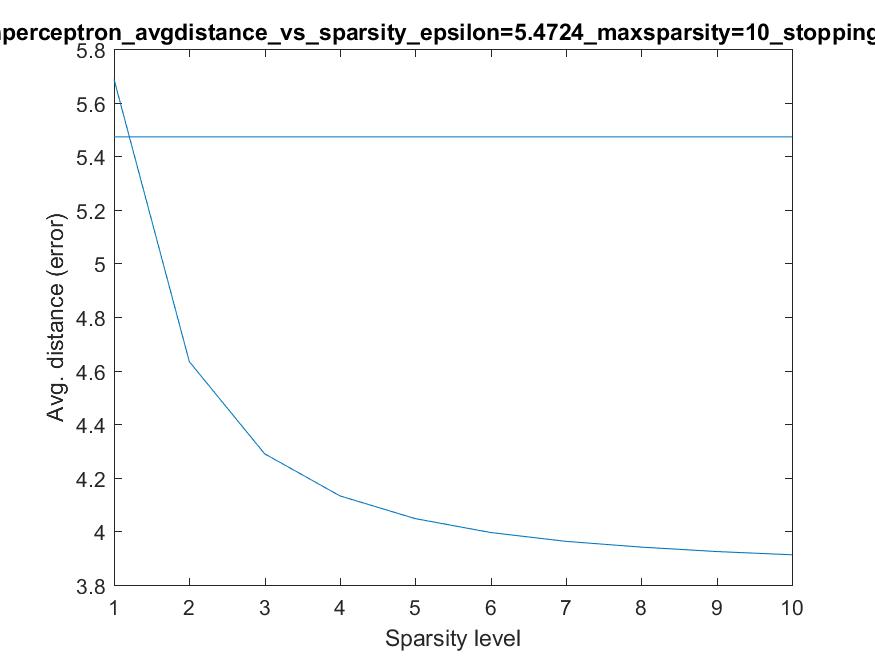 perceptron_avgdistance_vs_sparsity_epsilon=5.4724_maxsparsity=10_stopping
5.8
5.6
5.4
5.2
5
4.8
4.6
4.4
4.2
4
3.8
Avg. distance (error)
1 2 3 4 5 6 7 8 9 10
Sparsity level